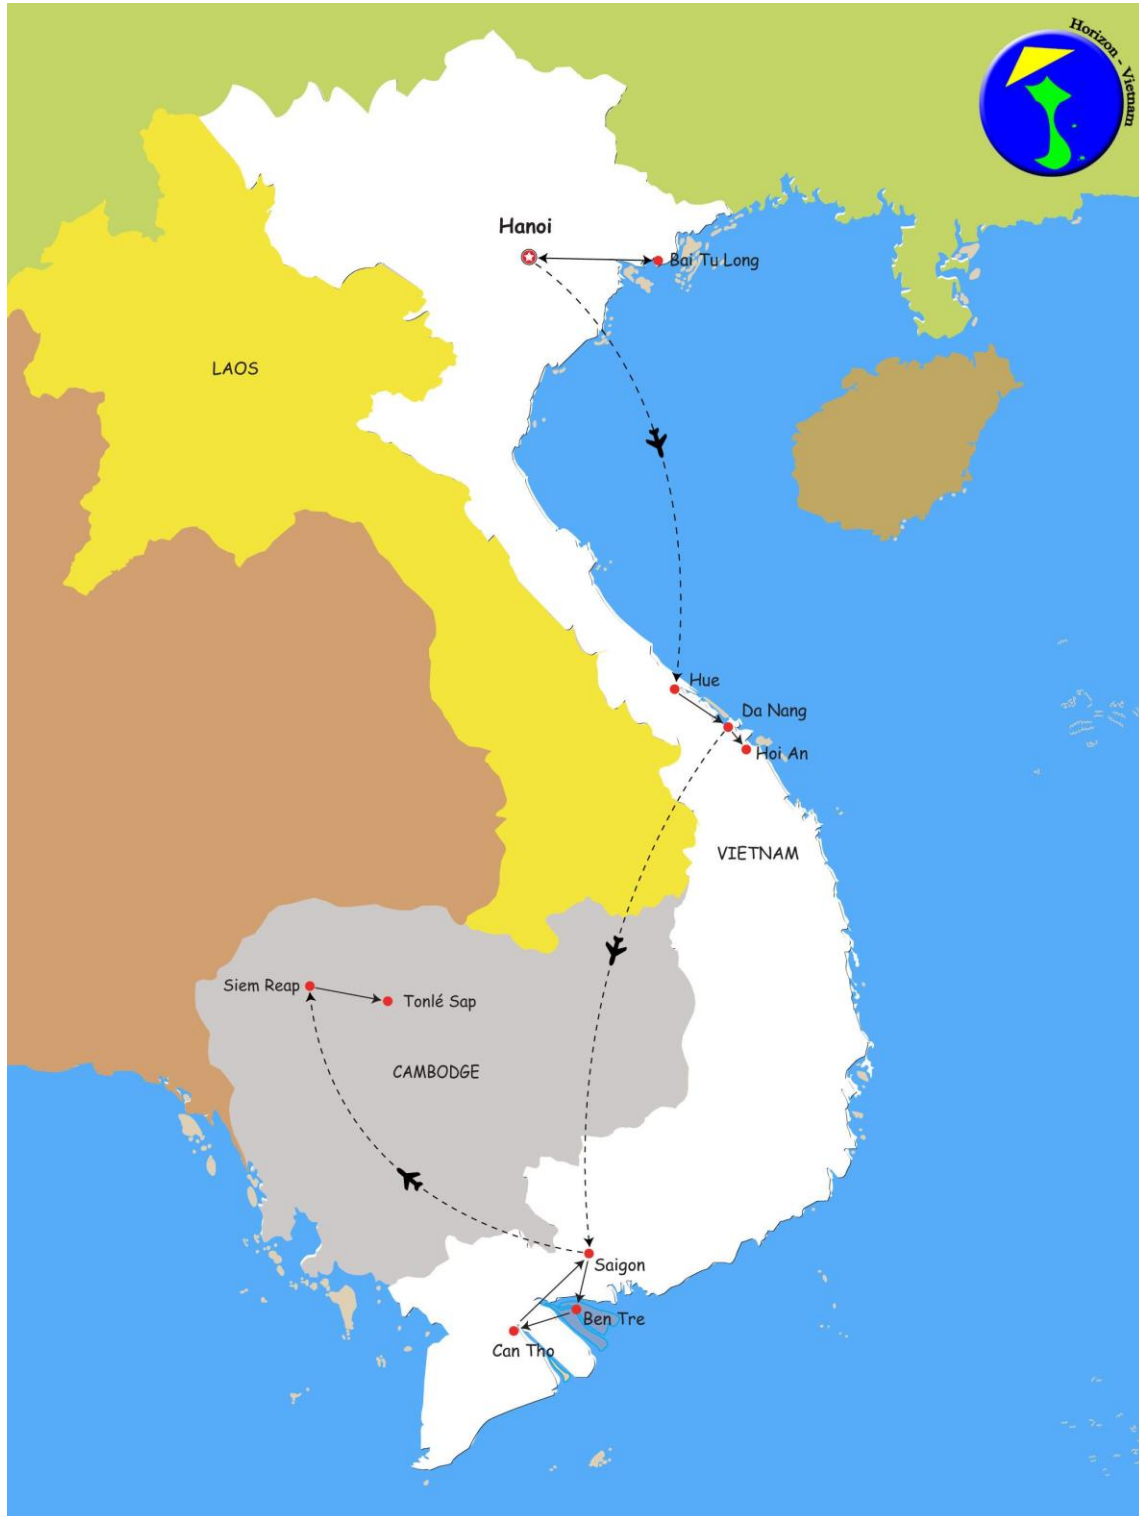 Horizon - Vietnam
Hanoi
Bai Tu Long
LAOS
Hue
Da Nang
Hoi An
VIETNAM
Siem Reap
Tonlé Sap
CAMBODGE
Saigon
Ben Tre
Can Tho